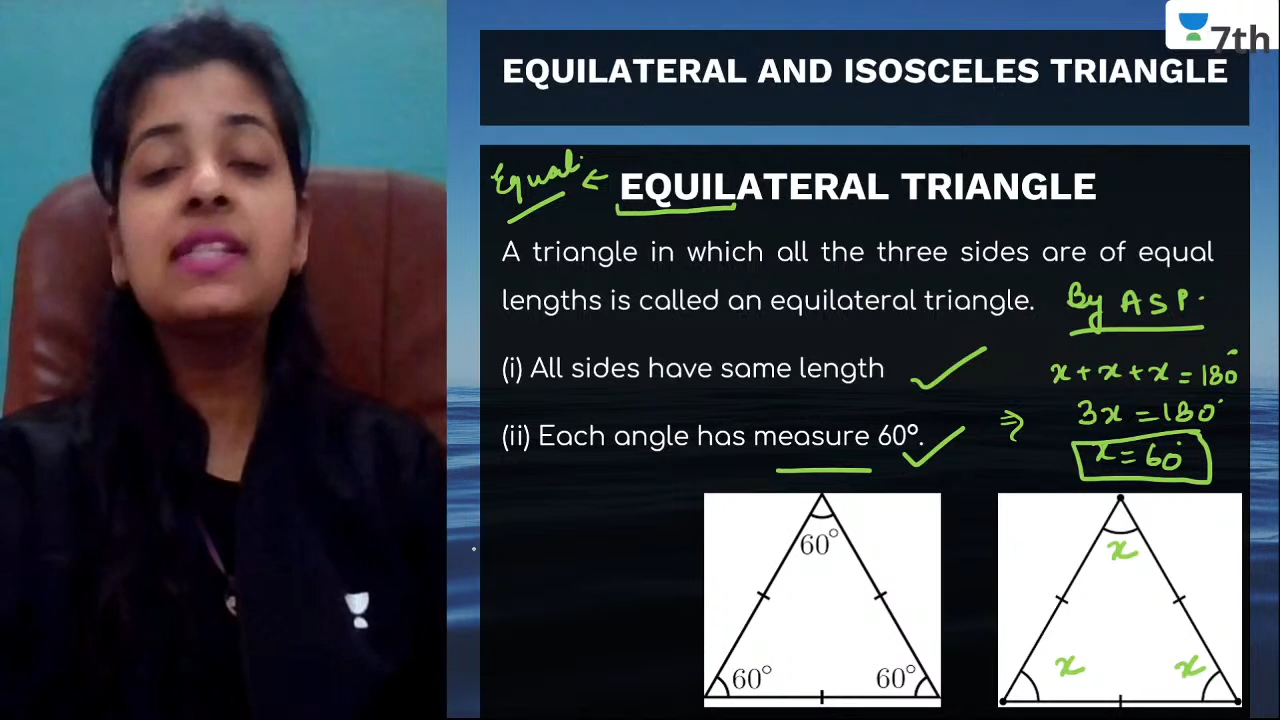 7th
EQUILATERAL AND ISOSCELES TRIANGLE
Equal ← EQUILATERAL TRIANGLE
A triangle in which all the three sides are of equal
lengths is called an equilateral triangle.
By ASP.
(i) All sides have same length
x + x + x = 180°
⇒ 3x = 180°
(ii) Each angle has measure 60°.
x = 60°
60°
60° 60°
x
x x